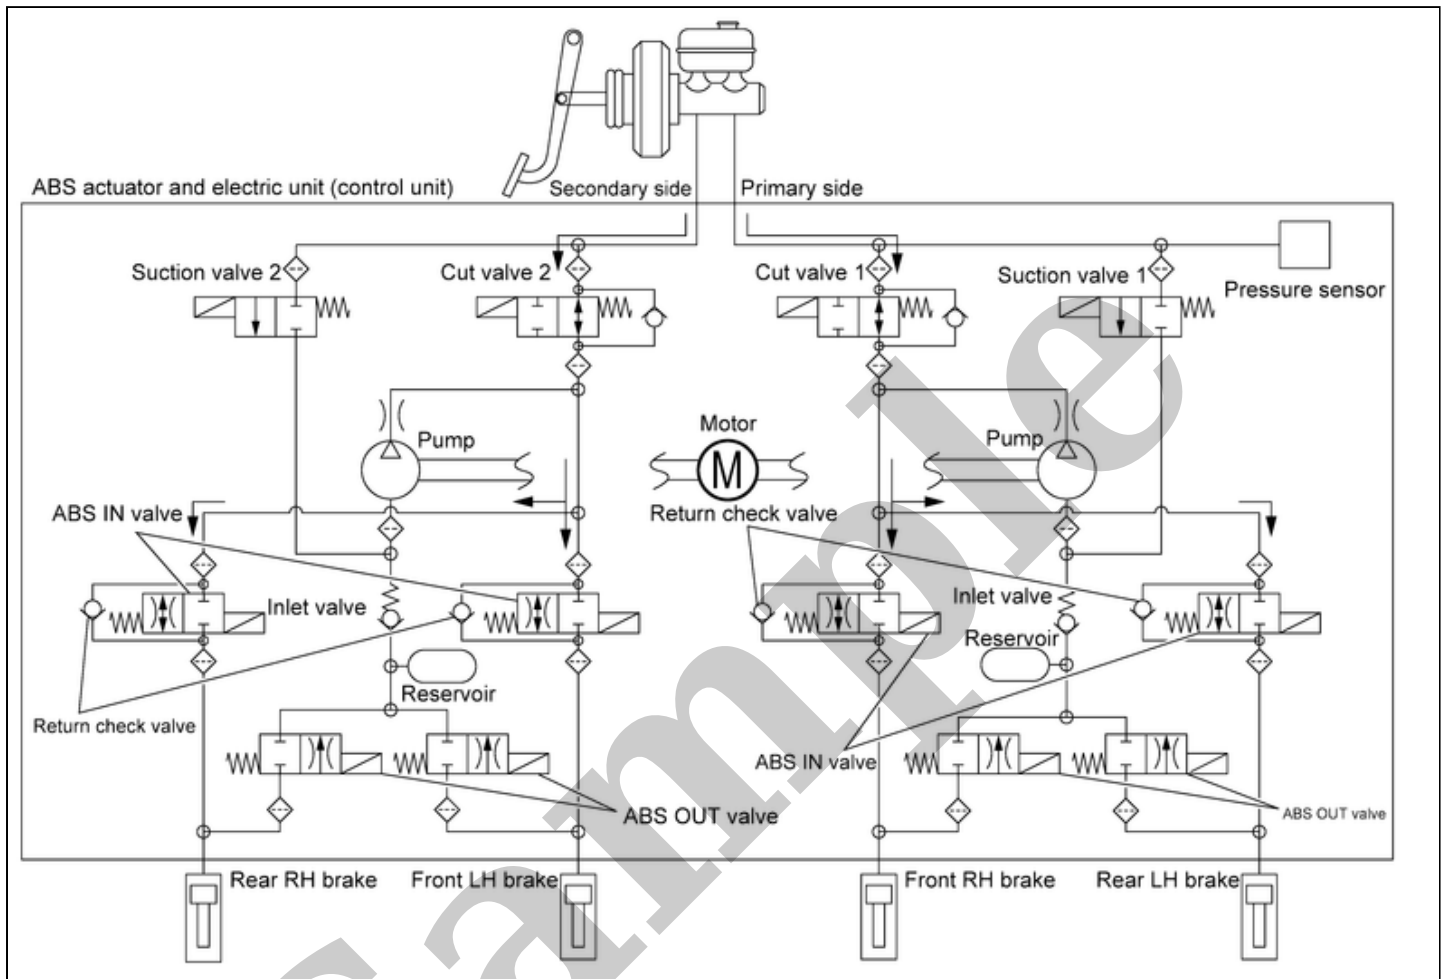 ABS actuator and electric unit (control unit)
Secondary side
Primary side
Suction valve 2
Cut valve 2
Cut valve 1
Suction valve 1
Pressure sensor
Pump
Motor
M
Pump
ABS IN valve
Return check valve
Inlet valve
Inlet valve
Reservoir
Reservoir
Return check valve
ABS IN valve
ABS OUT valve
ABS OUT valve
Rear RH brake
Front LH brake
Front RH brake
Rear LH brake
Sample